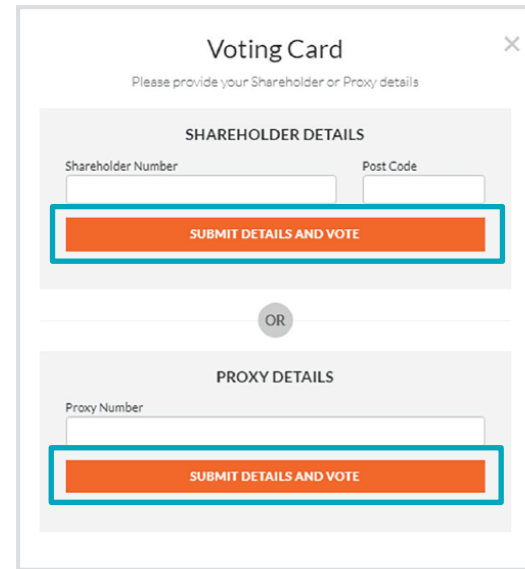 Voting Card
Please provide your Shareholder or Proxy details
SHAREHOLDER DETAILS
Shareholder Number Post Code
SUBMIT DETAILS AND VOTE
OR
PROXY DETAILS
Proxy Number
SUBMIT DETAILS AND VOTE